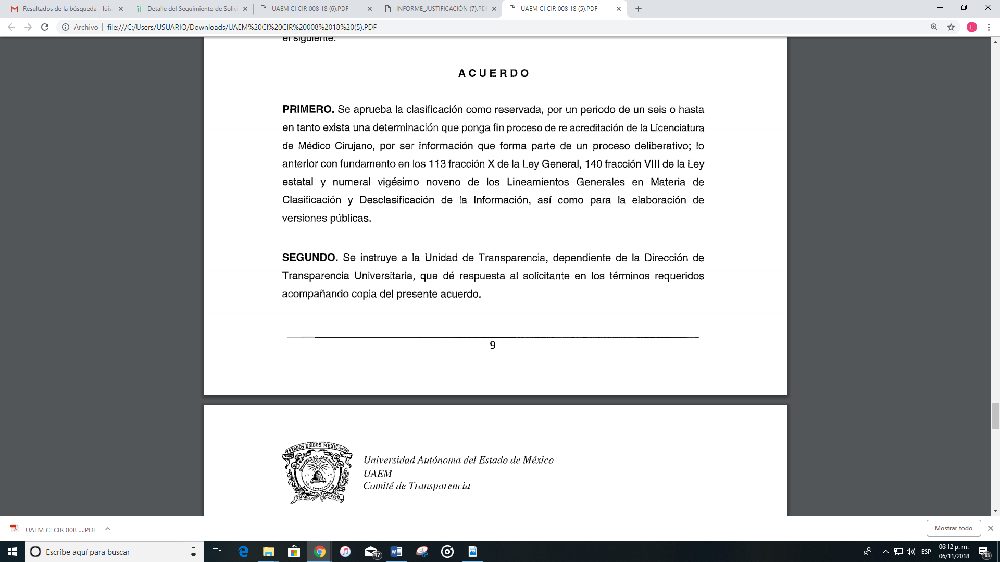 Resultados de la búsqueda - luis
Detalle del Seguimiento de Solici
UAEM CI CIR 008 18 (6).PDF
INFORME_JUSTIFICACIÓN (7).PD
UAEM CI CIR 008 18 (5).PDF
Archivo
file:///C:/Users/USUARIO/Downloads/UAEM%20CI%20CIR%20008%2018%20(5).PDF
L
el siguiente:
A C U E R D O
PRIMERO. Se aprueba la clasificación como reservada, por un periodo de un seis o hasta
en tanto exista una determinación que ponga fin proceso de re acreditación de la Licenciatura
de Médico Cirujano, por ser información que forma parte de un proceso deliberativo; lo
anterior con fundamento en los 113 fracción X de la Ley General, 140 fracción VIII de la Ley
estatal y numeral vigésimo noveno de los Lineamientos Generales en Materia de
Clasificación y Desclasificación de la Información, así como para la elaboración de
versiones públicas.
SEGUNDO. Se instruye a la Unidad de Transparencia, dependiente de la Dirección de
Transparencia Universitaria, que dé respuesta al solicitante en los términos requeridos
acompañando copia del presente acuerdo.
9
ESTADOS UNIDOS MEXICANOS
UNIVERSIDAD AUTÓNOMA
Universidad Autónoma del Estado de México
UAEM
Comité de Transparencia
UAEM CI CIR 008 ....PDF
Mostrar todo
Escribe aquí para buscar
17
ESP
06:12 p. m.
06/11/2018
18